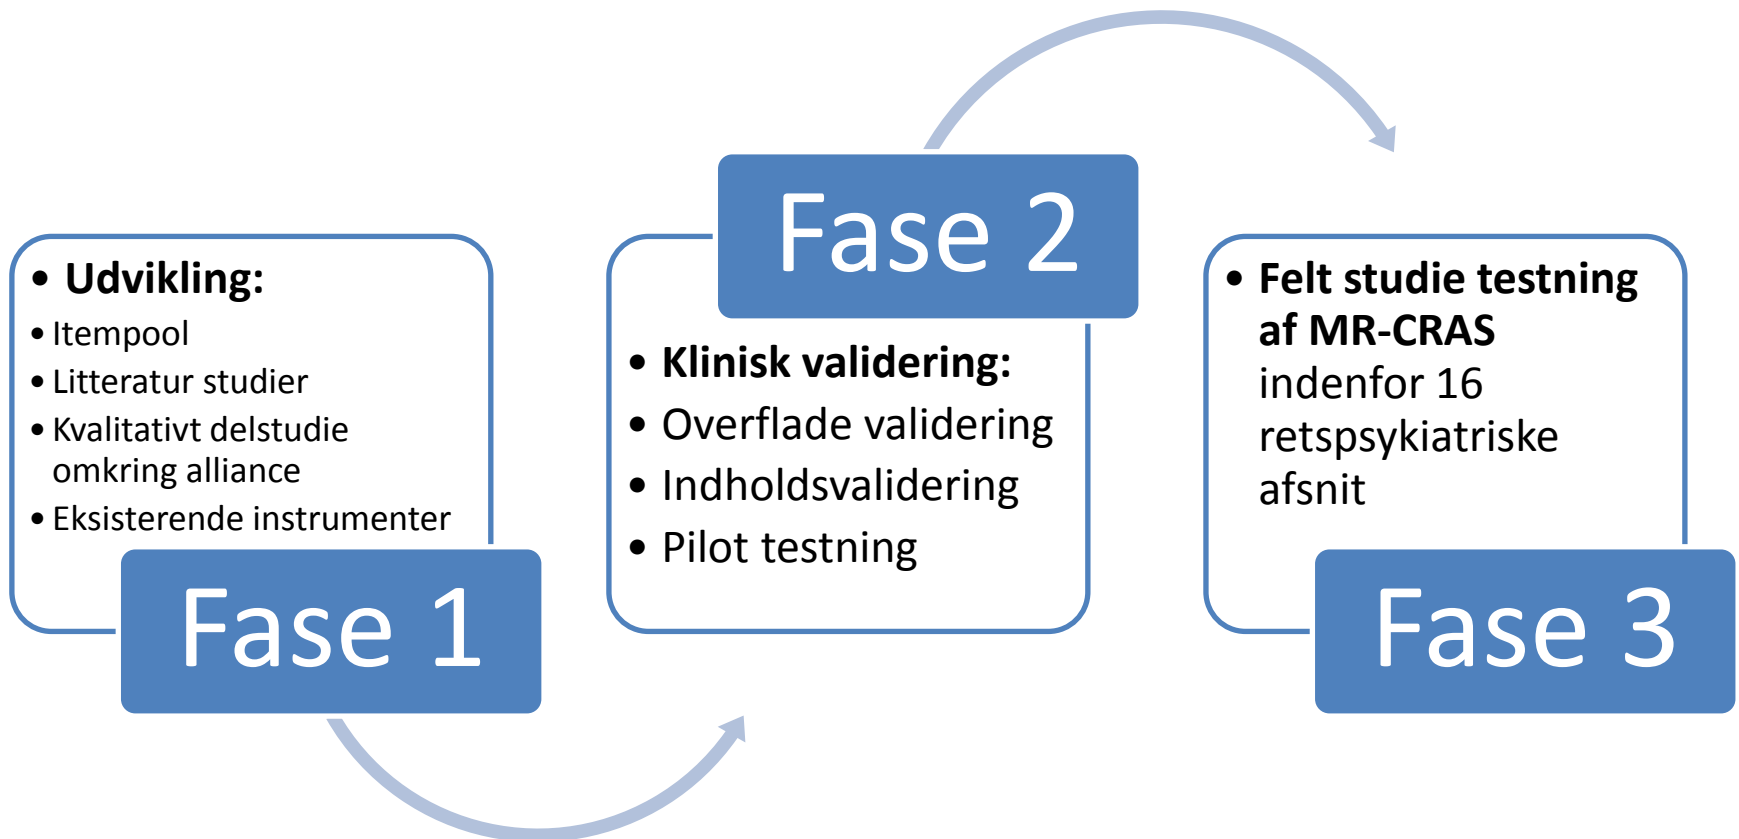 • Udvikling:
• Itempool
• Litteratur studier
• Kvalitativt delstudie
omkring alliance
• Eksisterende instrumenter
Fase 1
Fase 2
• Klinisk validering:
• Overflade validering
• Indholdsvalidering
• Pilot testning
• Felt studie testning
af MR-CRAS
indenfor 16
retspsykiatriske
afsnit
Fase 3